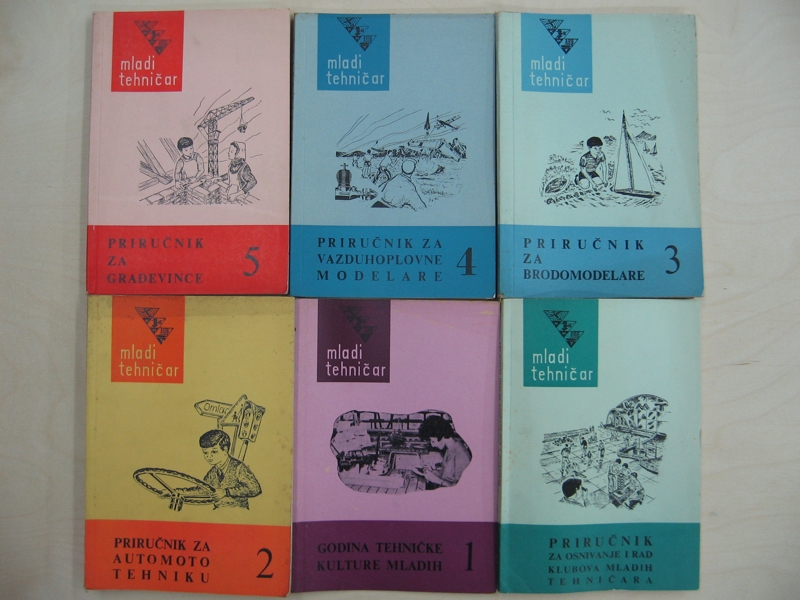 mladi
tehničar
PRIRUČNIK
ZA
GRAĐEVINCE
5
mladi
tehničar
PRIRUČNIK ZA
VAZDUHOPLOVNE
MODELARE
4
mladi
tehničar
PRIRUČNIK
ZA
BRODOMODELARE
3
mladi
tehničar
Omlad
PRIRUČNIK ZA
AUTOMOTO
TEHNIKU
2
mladi
tehničar
GODINA TEHNIČKE
KULTURE MLADIH
1
mladi
tehničar
PRIRUČNIK
ZA OSNIVANJE I RAD
KLUBOVA MLADIH
TEHNIČARA